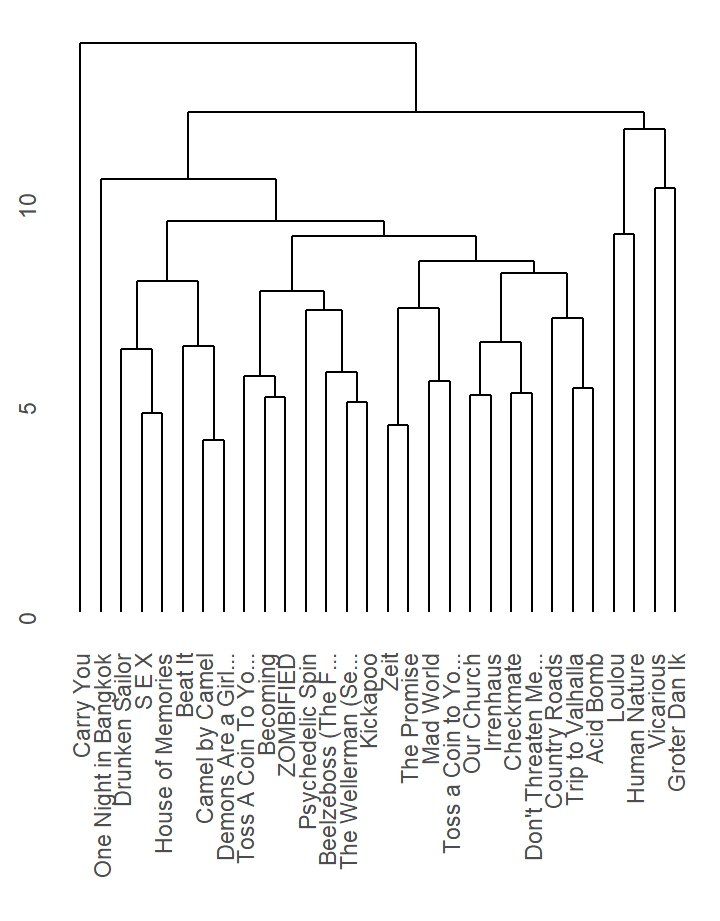 10
5
0
Carry You
One Night in Bangkok
Drunken Sailor
S E X
House of Memories
Beat It
Camel by Camel
Demons Are a Girl...
Toss A Coin To Yo...
Becoming
ZOMBIFIED
Psychedelic Spin
Beelzeboss (The F...
The Wellerman (Se...
Kickapoo
Zeit
The Promise
Mad World
Toss a Coin to Yo...
Our Church
Irrenhaus
Checkmate
Don't Threaten Me...
Country Roads
Trip to Valhalla
Acid Bomb
Loulou
Human Nature
Vicarious
Groter Dan Ik